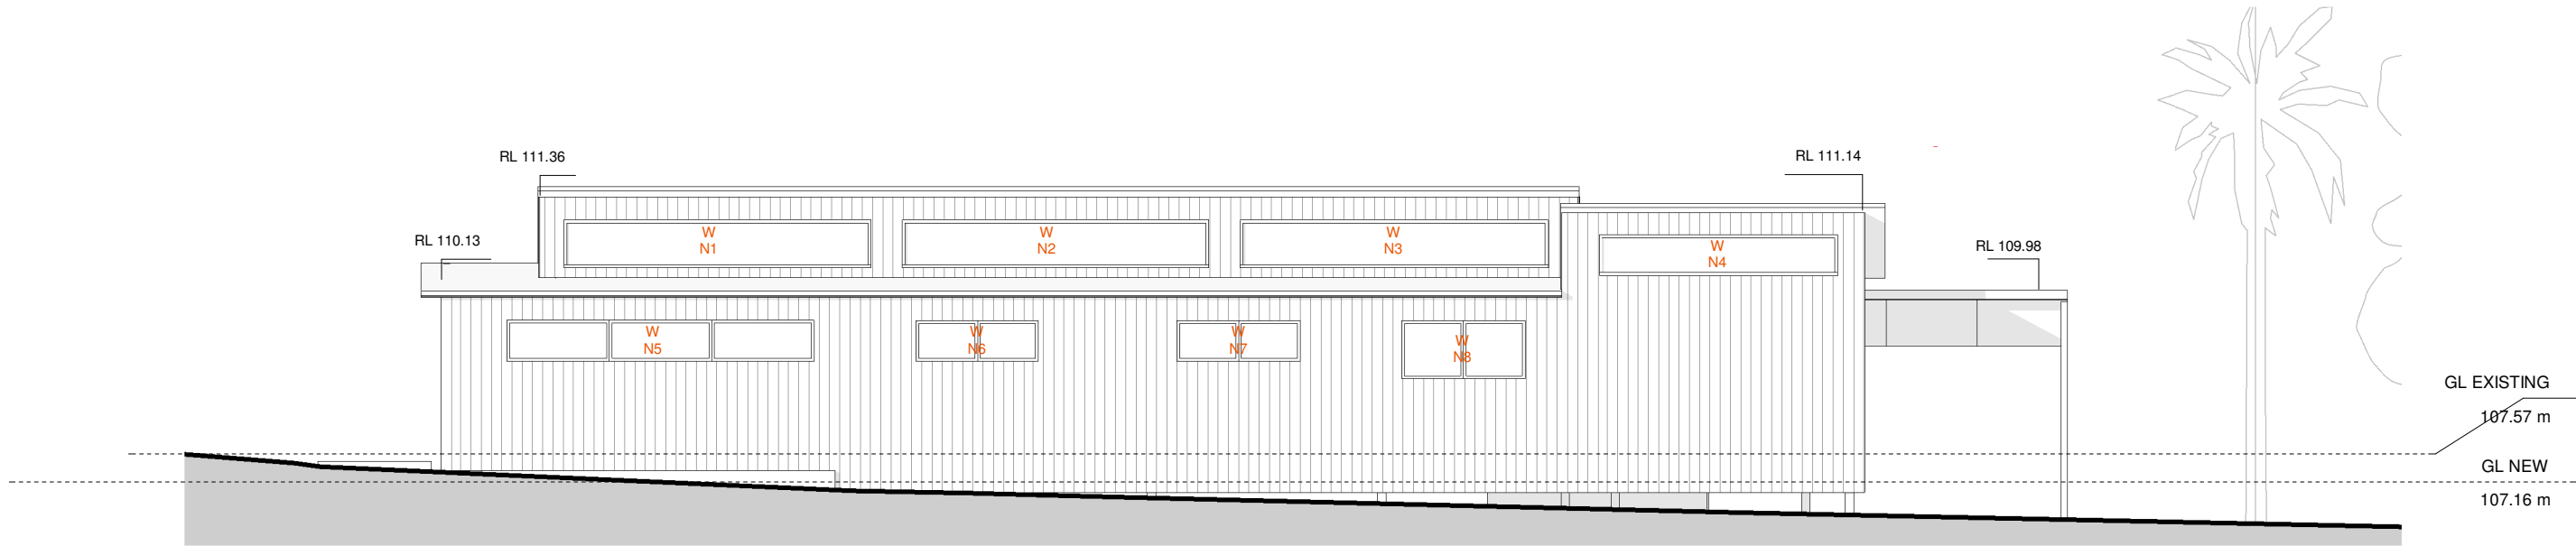 RL 111.36
RL 111.14
RL 110.13
RL 109.98
W
N1
W
N2
W
N3
W
N4
W
N5
W
N6
W
N7
W
N8
GL EXISTING
107.57 m
GL NEW
107.16 m